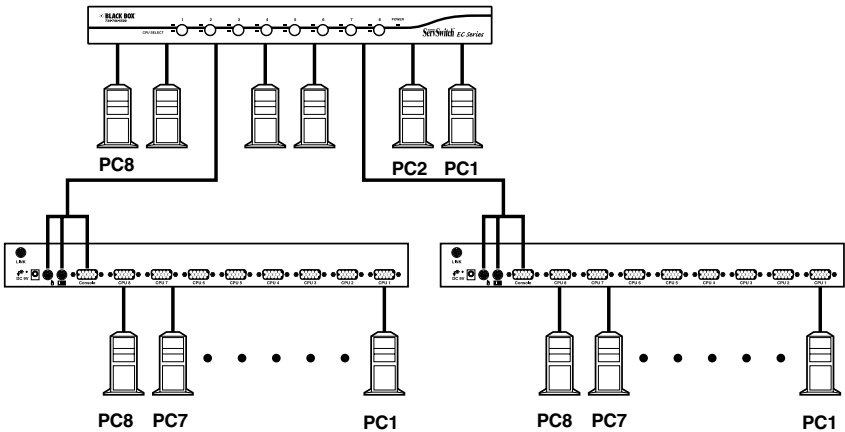 BLACK BOX
CPU SELECT
1 2 3 4 5 6 7 8 POWER
ServSwitch EC Series
PC8 PC2 PC1
LINK
DC 9V
Console CPU 8 CPU 7 CPU 6 CPU 5 CPU 4 CPU 3 CPU 2 CPU 1
LINK
DC 9V
Console CPU 8 CPU 7 CPU 6 CPU 5 CPU 4 CPU 3 CPU 2 CPU 1
PC8 PC7 PC1
PC8 PC7 PC1